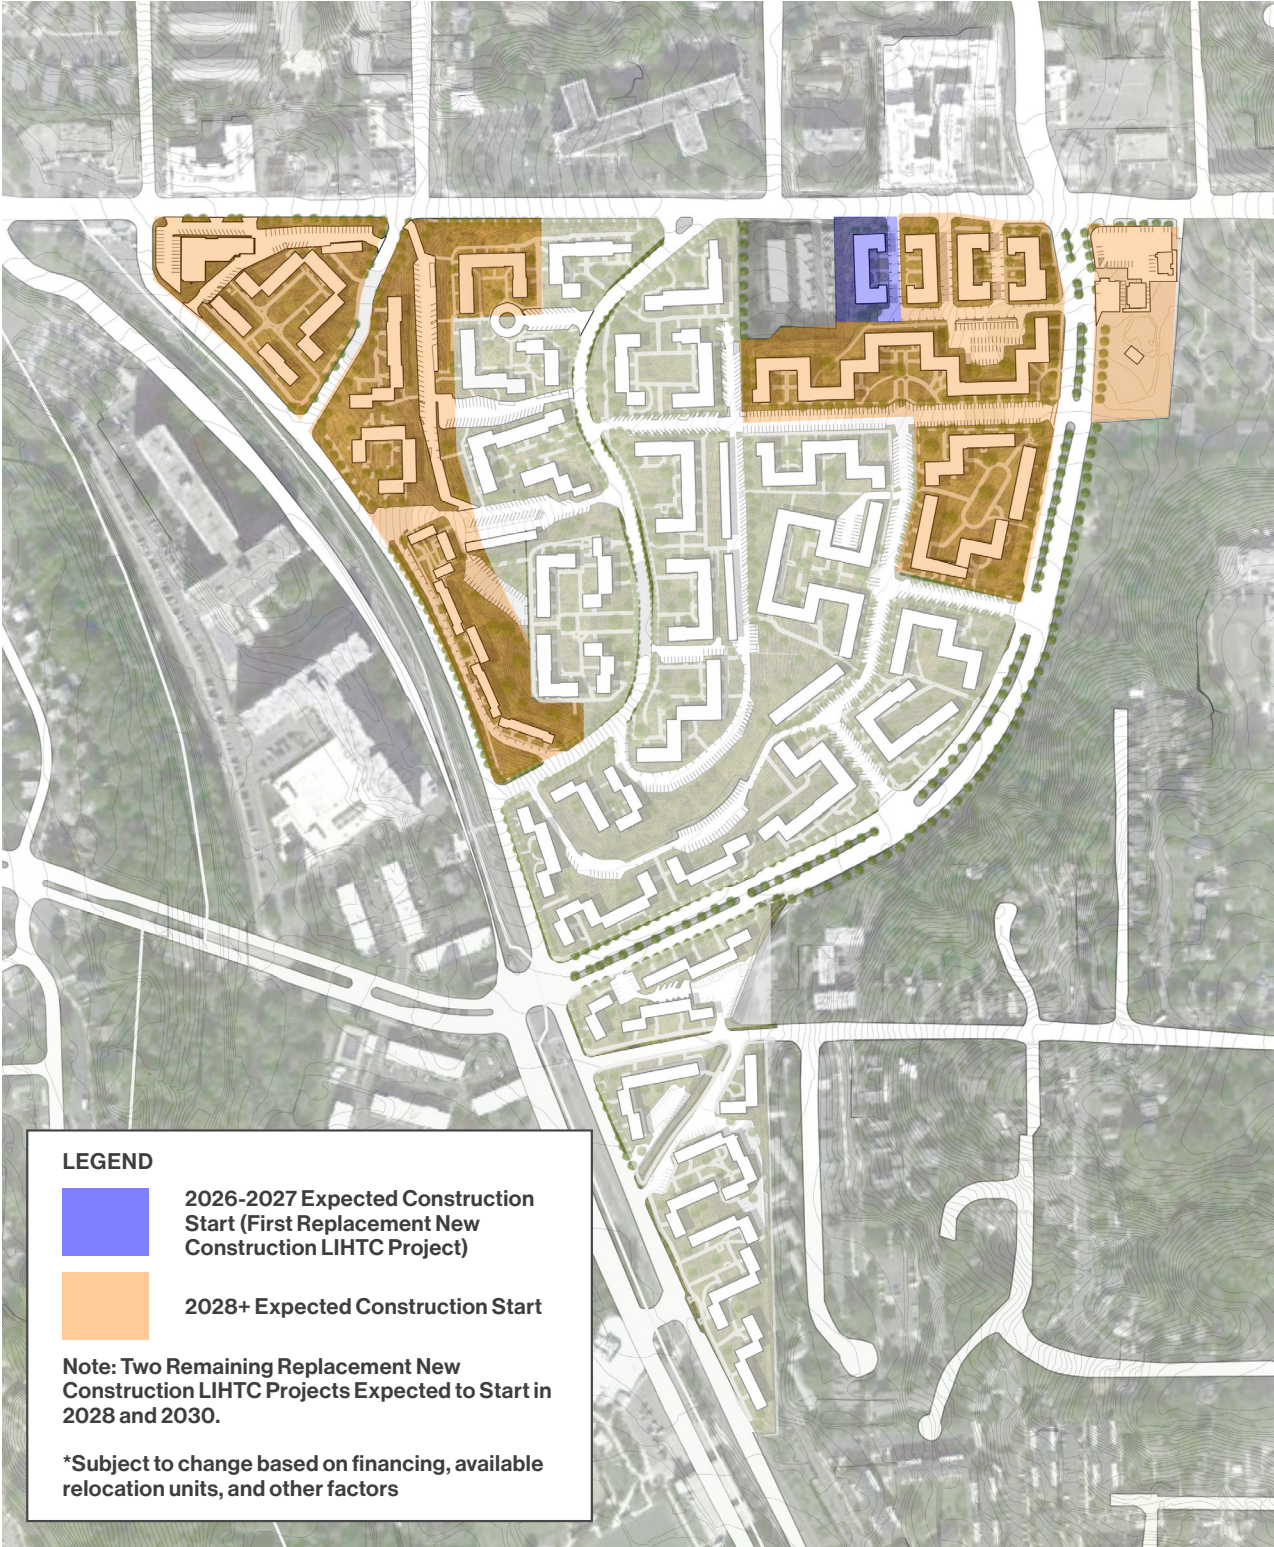 LEGEND
2026-2027 Expected Construction
Start (First Replacement New
Construction LIHTC Project)
2028+ Expected Construction Start
Note: Two Remaining Replacement New
Construction LIHTC Projects Expected to Start in
2028 and 2030.
*Subject to change based on financing, available
relocation units, and other factors